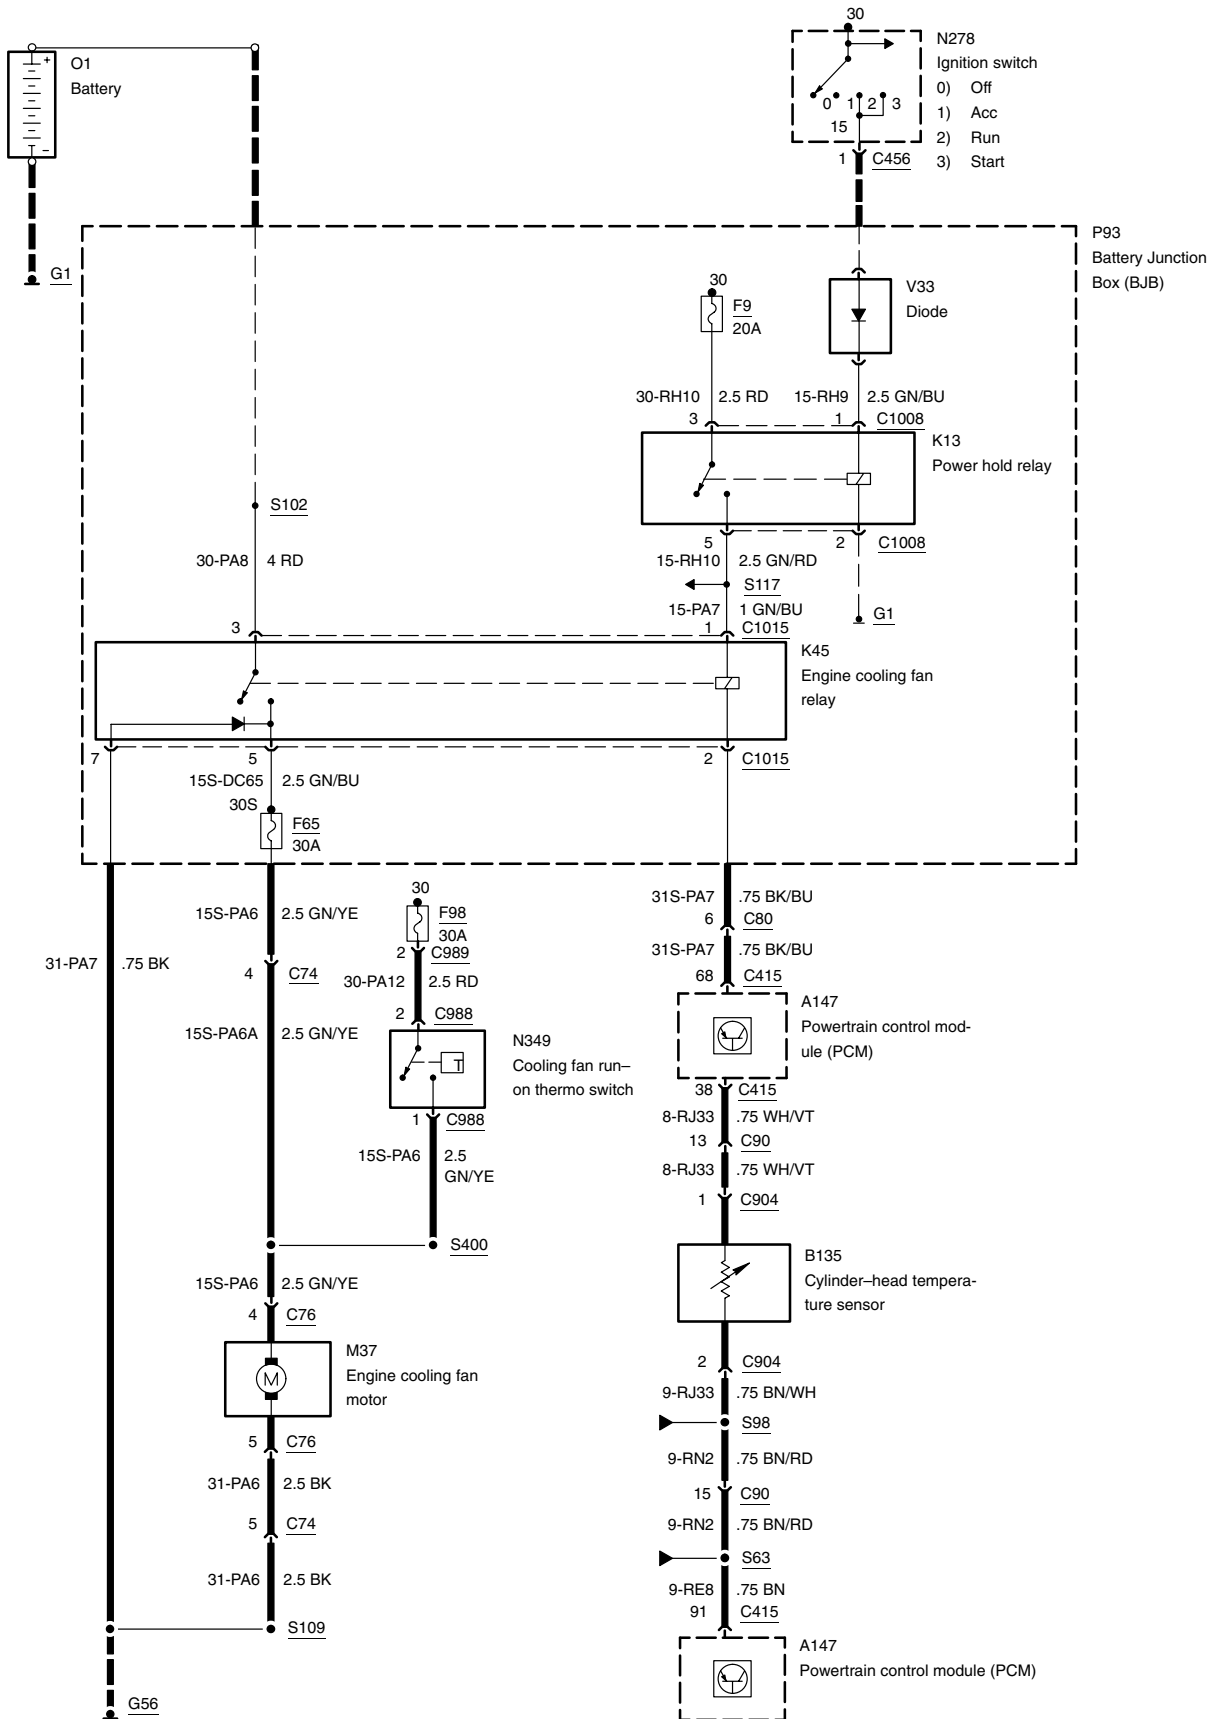 30
O1
Battery
+
−
G1
N278
Ignition switch
0) Off
1) Acc
2) Run
3) Start
0 1 2 3
15
1 C456
P93
Battery Junction
Box (BJB)
30
F9
20A
V33
Diode
30-RH10 2.5 RD
15-RH9 2.5 GN/BU
3 1 C1008
K13
Power hold relay
S102
5 2 C1008
30-PA8 4 RD
15-RH10 2.5 GN/RD
S117
15-PA7 1 GN/BU
G1
3 1 C1015
K45
Engine cooling fan
relay
7 5 2 C1015
15S-DC65 2.5 GN/BU
30S
F65
30A
15S-PA6 2.5 GN/YE
30
F98
30A
2 C989
31S-PA7 .75 BK/BU
6 C80
31S-PA7 .75 BK/BU
31-PA7 .75 BK
4 C74
30-PA12 2.5 RD
68 C415
A147
Powertrain control mod-
ule (PCM)
15S-PA6A 2.5 GN/YE
2 C988
N349
Cooling fan run–
on thermo switch
T
38 C415
1 C988
8-RJ33 .75 WH/VT
13 C90
15S-PA6 2.5
GN/YE
8-RJ33 .75 WH/VT
1 C904
S400
B135
Cylinder–head tempera-
ture sensor
15S-PA6 2.5 GN/YE
4 C76
M37
Engine cooling fan
motor
M
2 C904
9-RJ33 .75 BN/WH
S98
5 C76
9-RN2 .75 BN/RD
31-PA6 2.5 BK
15 C90
5 C74
9-RN2 .75 BN/RD
S63
31-PA6 2.5 BK
9-RE8 .75 BN
91 C415
S109
A147
Powertrain control module (PCM)
G56